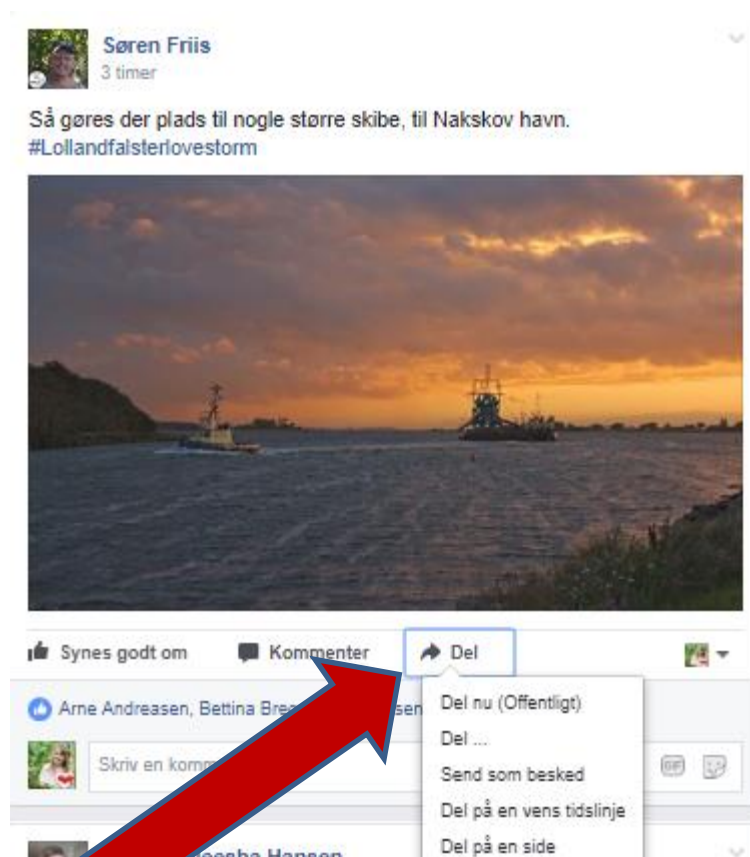 Søren Friis
3 timer
Så gøres der plads til nogle større skibe, til Nakskov havn.
#Lollandfalsterlovestorm
Synes godt om Kommenter Del
Arne Andreasen, Bettina
Skriv en
Del nu (Offentligt)
Del ...
Send som besked
Del på en vens tidslinje
Del på en side
GIF
Hansen